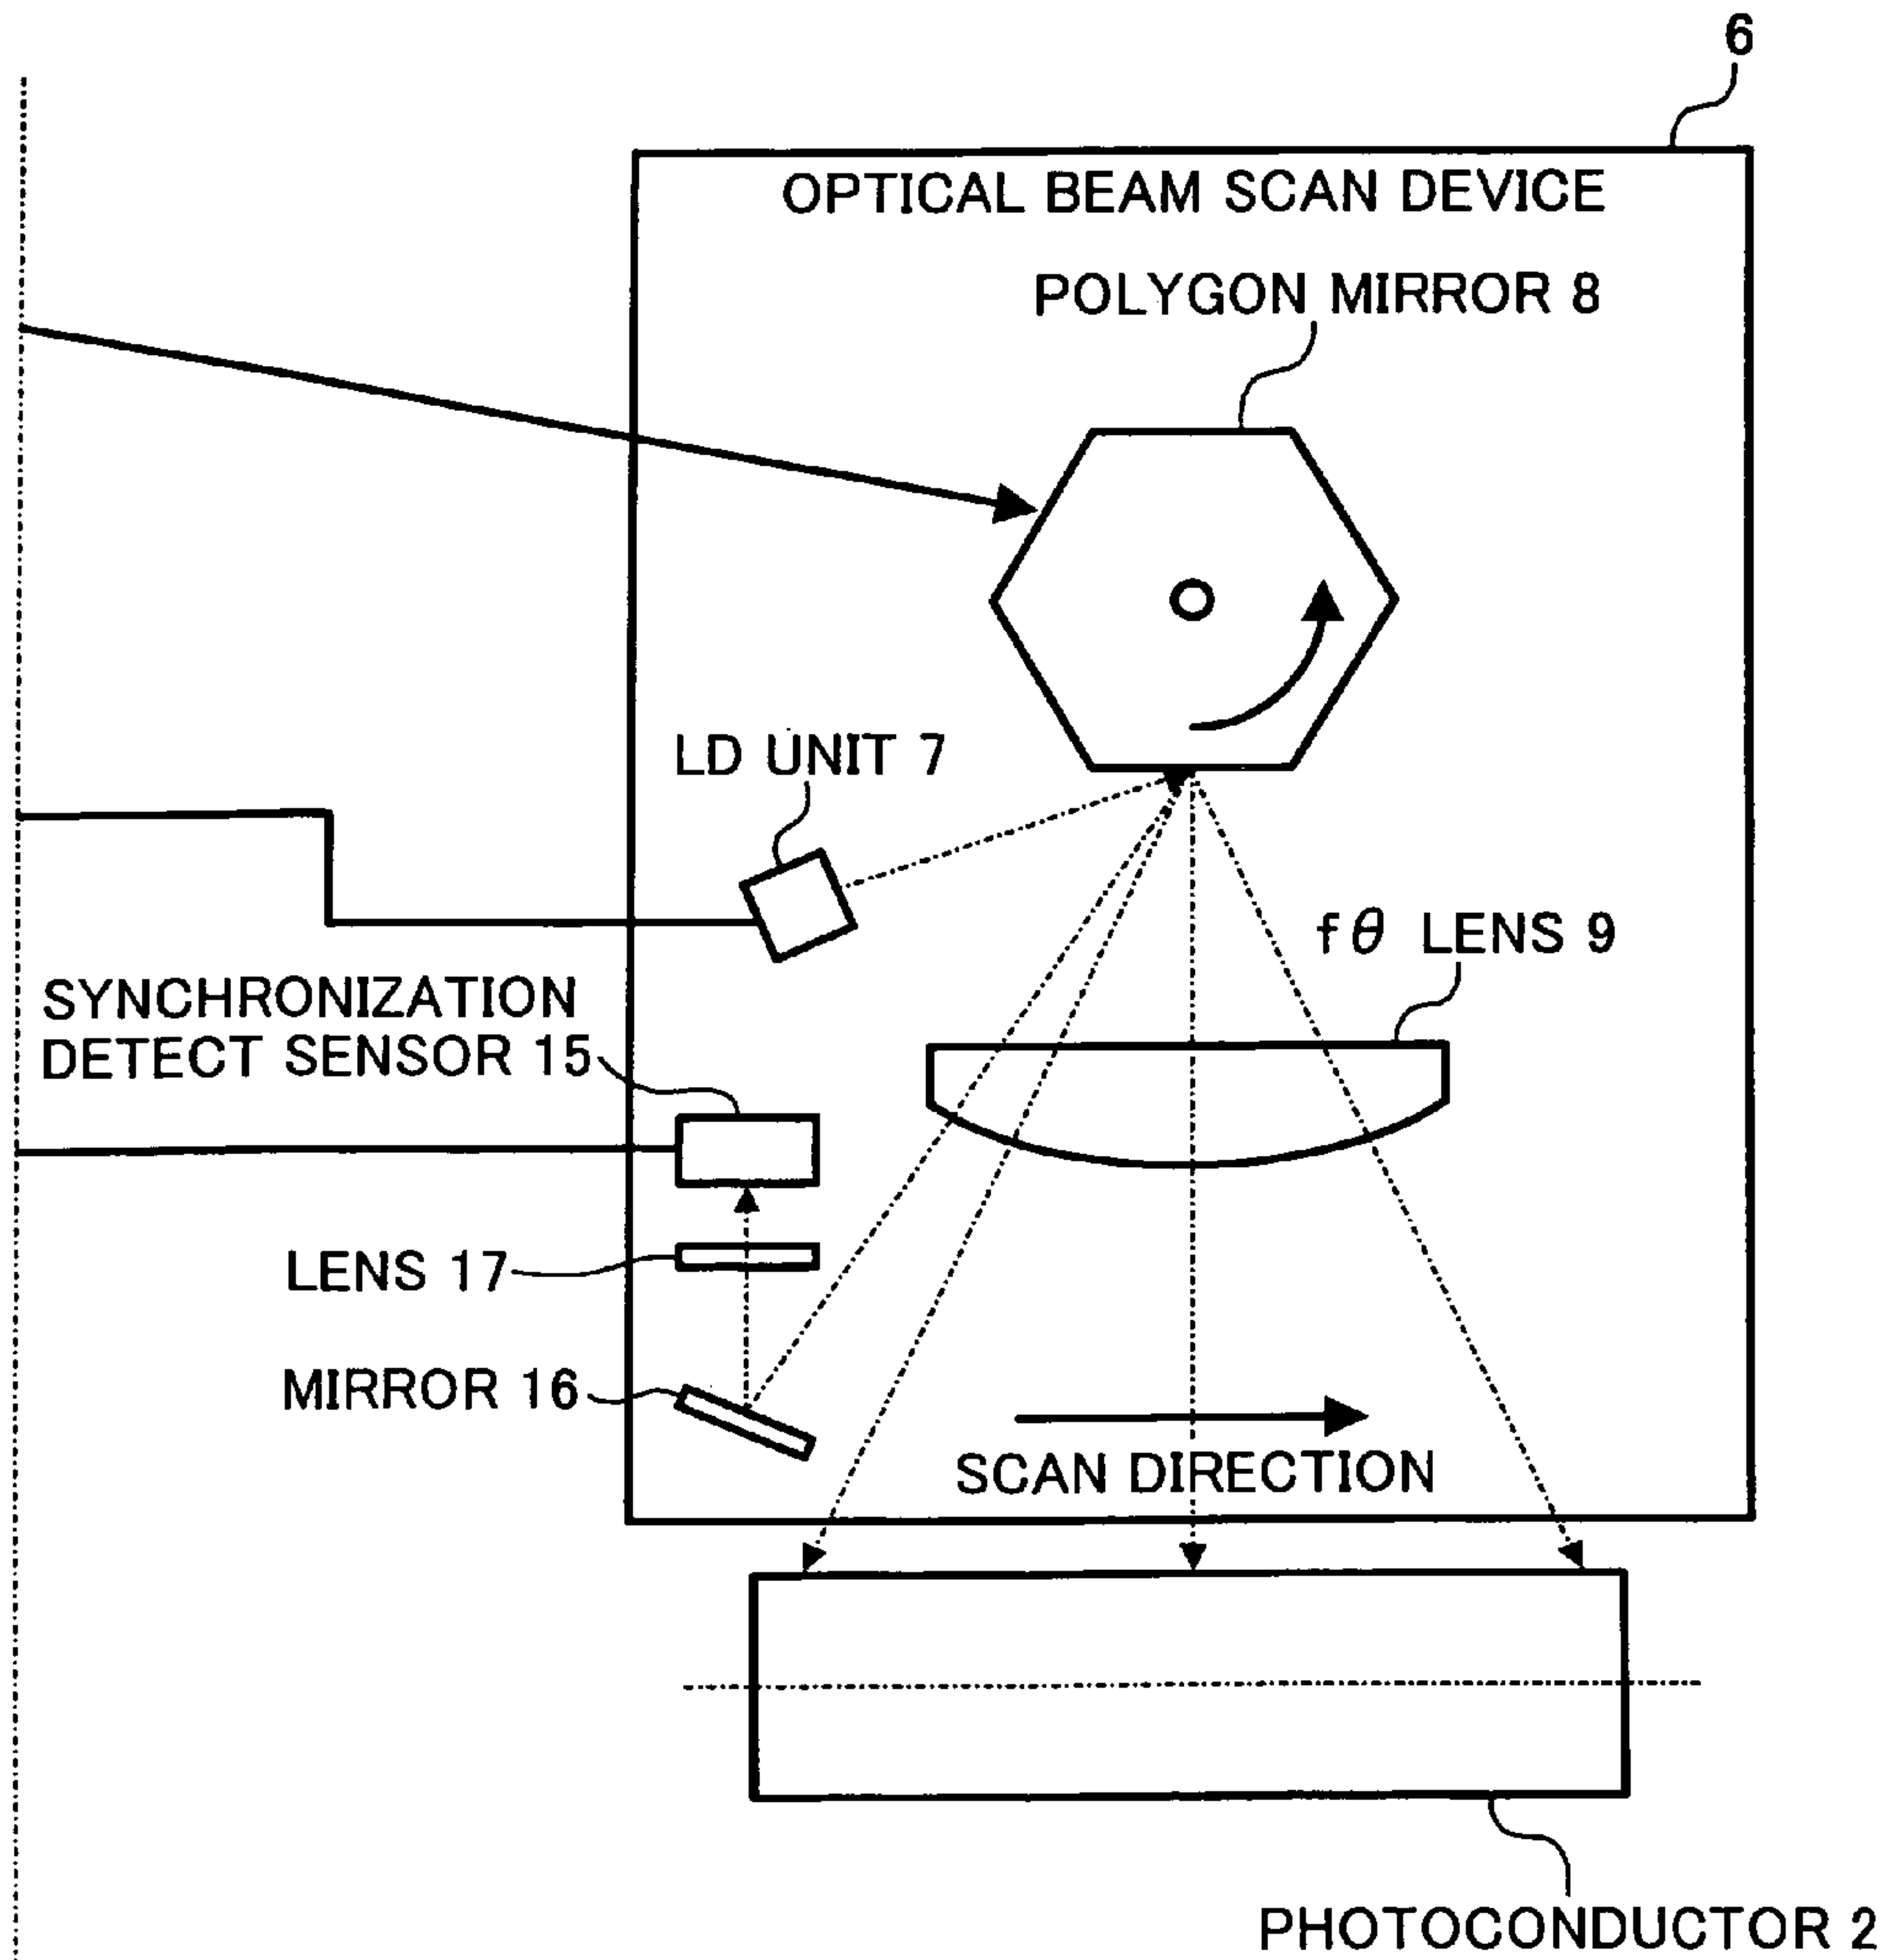 6
OPTICAL BEAM SCAN DEVICE
POLYGON MIRROR 8
LD UNIT 7
fθ LENS 9
SYNCHRONIZATION
DETECT SENSOR 15
LENS 17
MIRROR 16
SCAN DIRECTION
PHOTOCONDUCTOR 2